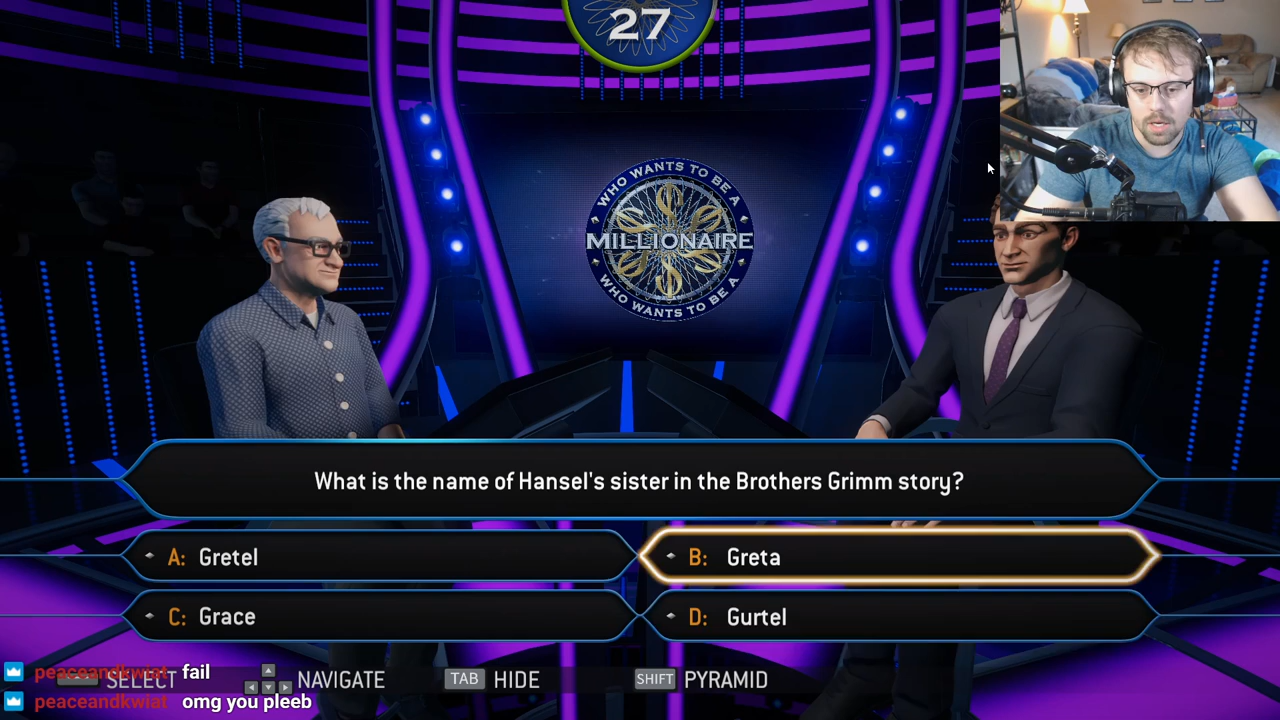 27
WHO WANTS TO BE A
MILLIONAIRE
WHO WANTS TO BE A
What is the name of Hansel's sister in the Brothers Grimm story?
A: Gretel
B: Greta
C: Grace
D: Gurtel
peaceandkwiat fail
SELECT NAVIGATE TAB HIDE SHIFT PYRAMID
peaceandkwiat omg you pleeb